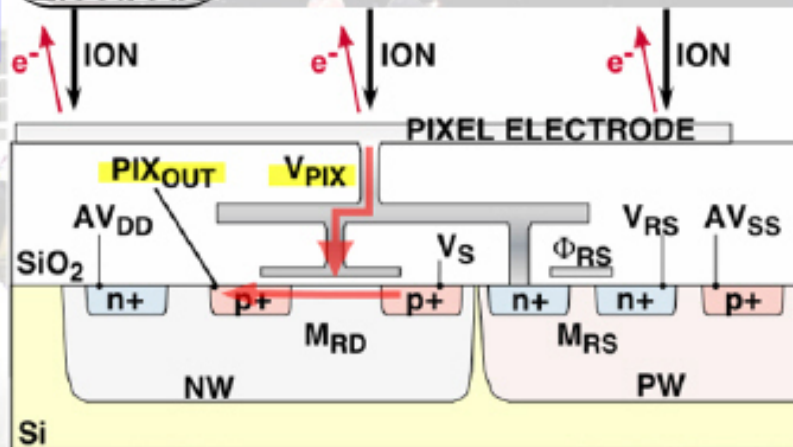 e⁻ ION e⁻ ION e⁻ ION
PIXEL ELECTRODE
PIX_OUT V_PIX
AV_DD V_S Φ_RS V_RS AV_SS
SiO₂
n+ p+ p+ n+ n+ p+
M_RD M_RS
NW PW
Si